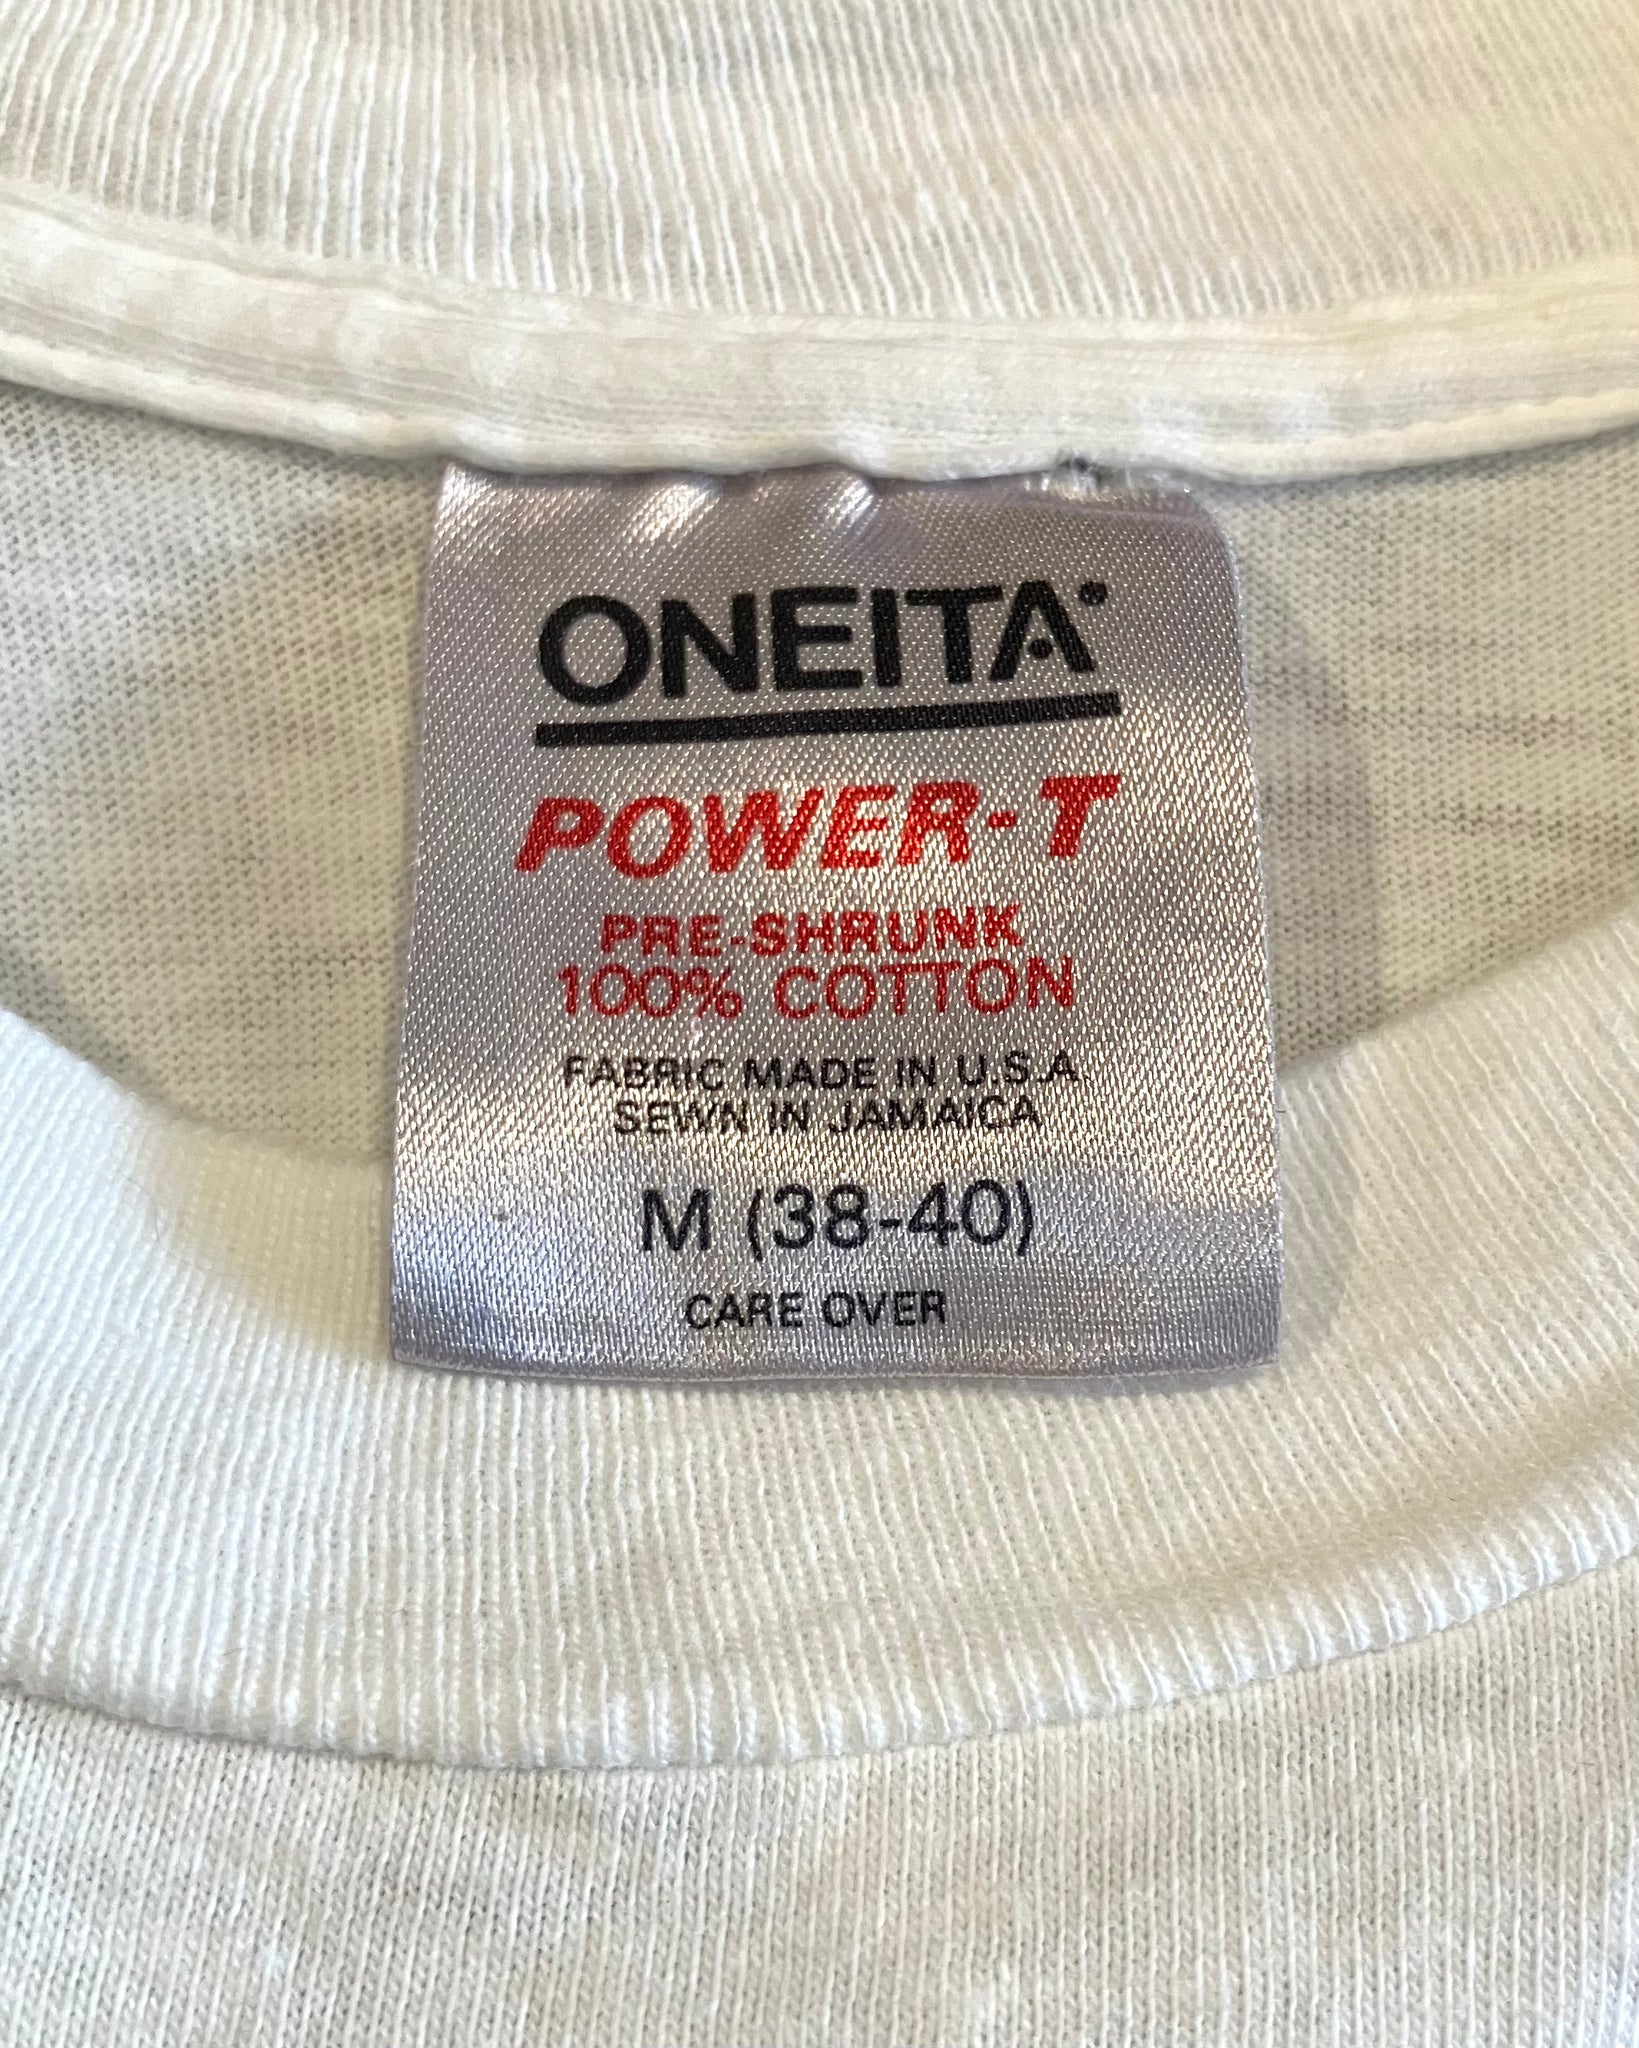 ONEITA
POWER-T
PRE-SHRUNK
100% COTTON
FABRIC MADE IN U.S.A
SEWN IN JAMAICA
M (38-40)
CARE OVER